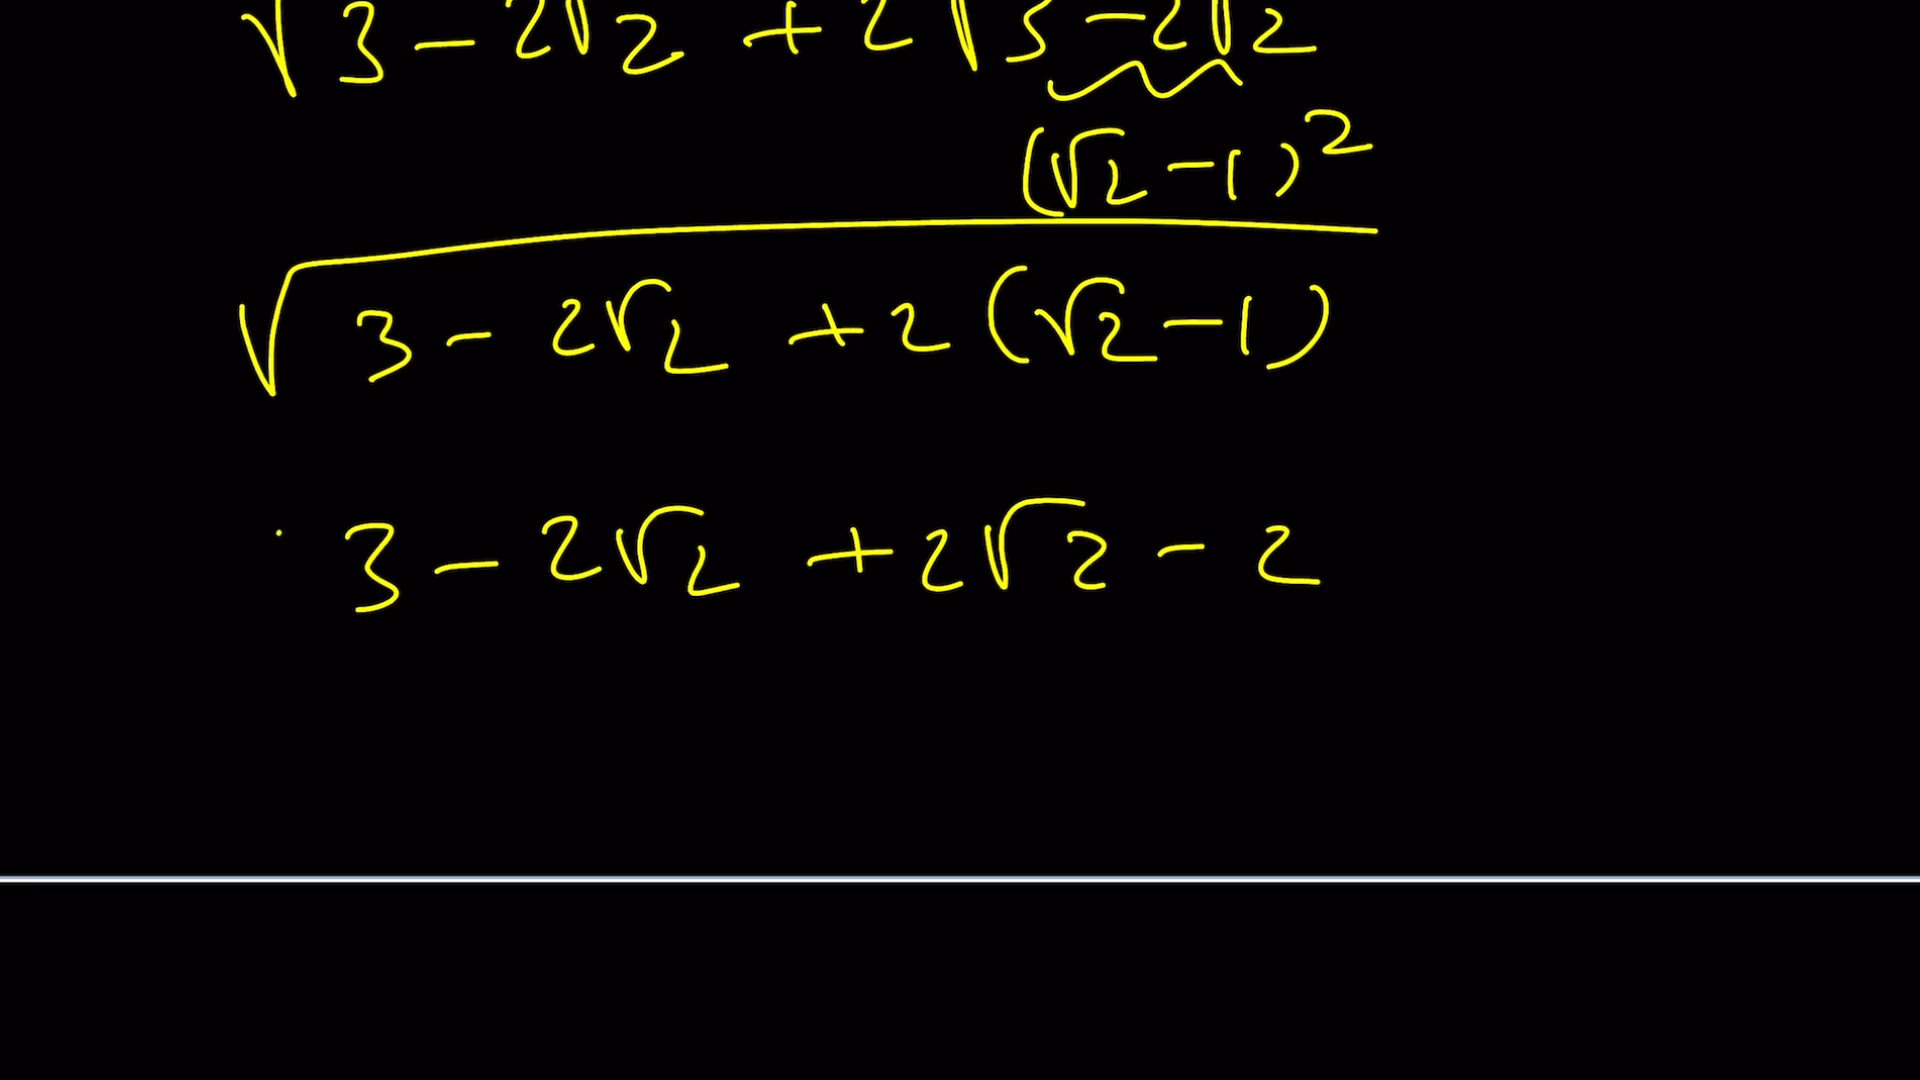 √3 - 2√2 + 2√3 - 2√2
(√2 - 1)²
√(3 - 2√2 + 2(√2 - 1))
3 - 2√2 + 2√2 - 2